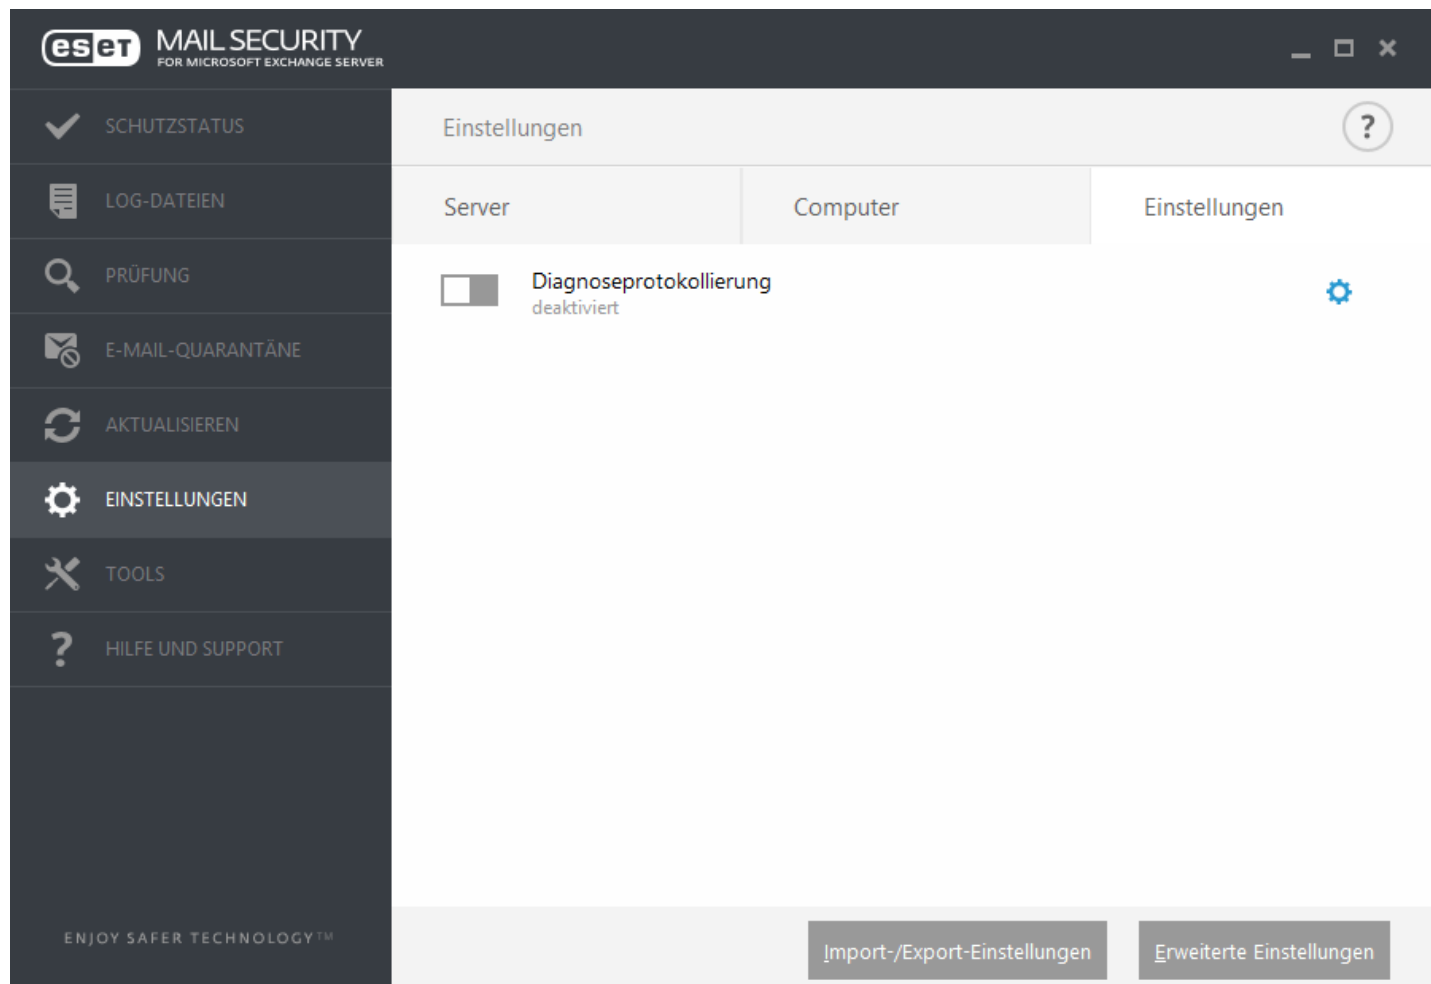 eset MAIL SECURITY
FOR MICROSOFT EXCHANGE SERVER
SCHUTZSTATUS
LOG-DATEIEN
PRÜFUNG
E-MAIL-QUARANTÄNE
AKTUALISIEREN
EINSTELLUNGEN
TOOLS
HILFE UND SUPPORT
ENJOY SAFER TECHNOLOGY™
Einstellungen
?
Server
Computer
Einstellungen
Diagnoseprotokollierung
deaktiviert
Import-/Export-Einstellungen
Erweiterte Einstellungen